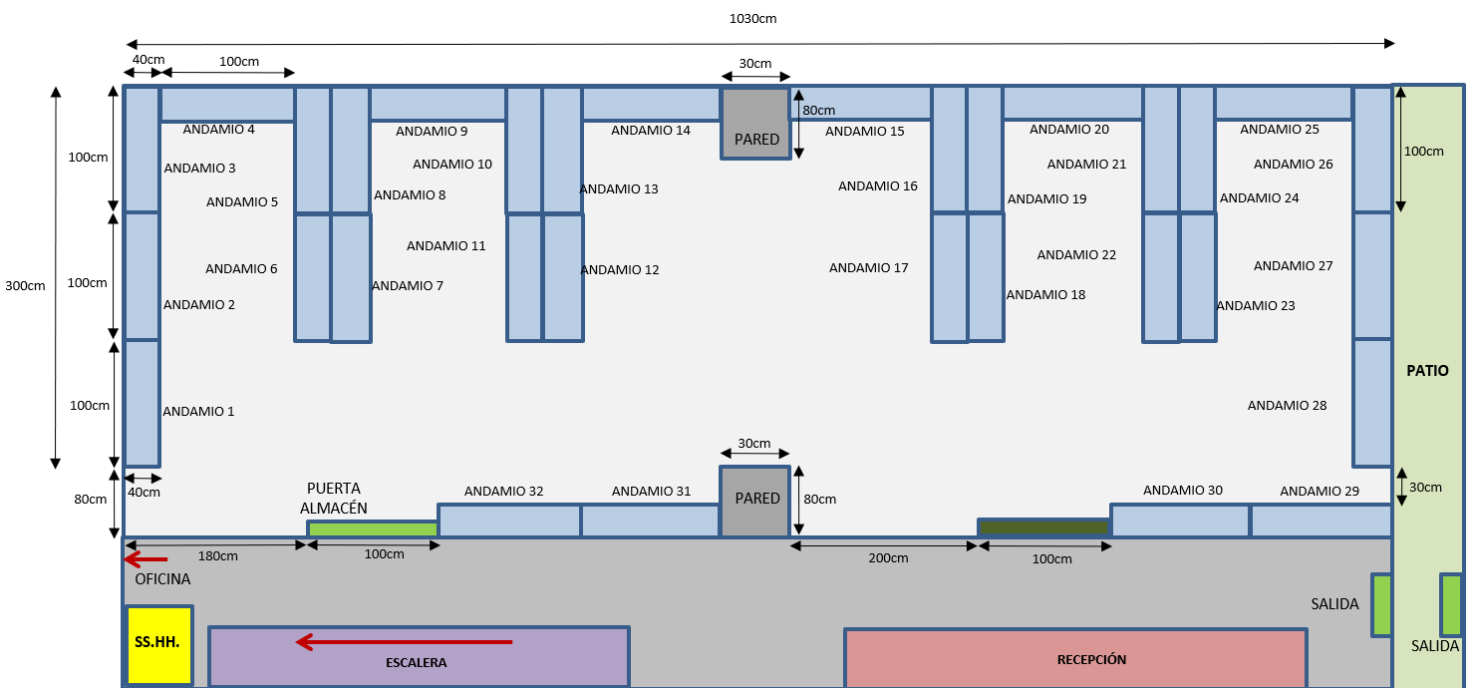 1030cm
40cm
100cm
30cm
80cm
ANDAMIO 4
ANDAMIO 9
ANDAMIO 14
PARED
ANDAMIO 15
ANDAMIO 20
ANDAMIO 25
100cm
ANDAMIO 3
ANDAMIO 10
ANDAMIO 21
ANDAMIO 26
100cm
ANDAMIO 5
ANDAMIO 8
ANDAMIO 13
ANDAMIO 16
ANDAMIO 19
ANDAMIO 24
ANDAMIO 11
ANDAMIO 22
ANDAMIO 6
ANDAMIO 12
ANDAMIO 17
ANDAMIO 27
300cm
100cm
ANDAMIO 7
ANDAMIO 18
ANDAMIO 2
ANDAMIO 23
PATIO
100cm
ANDAMIO 1
ANDAMIO 28
30cm
80cm
40cm
PUERTA
ALMACÉN
ANDAMIO 32
ANDAMIO 31
PARED
80cm
ANDAMIO 30
ANDAMIO 29
30cm
180cm
100cm
200cm
100cm
OFICINA
SALIDA
SS.HH.
ESCALERA
RECEPCIÓN
SALIDA